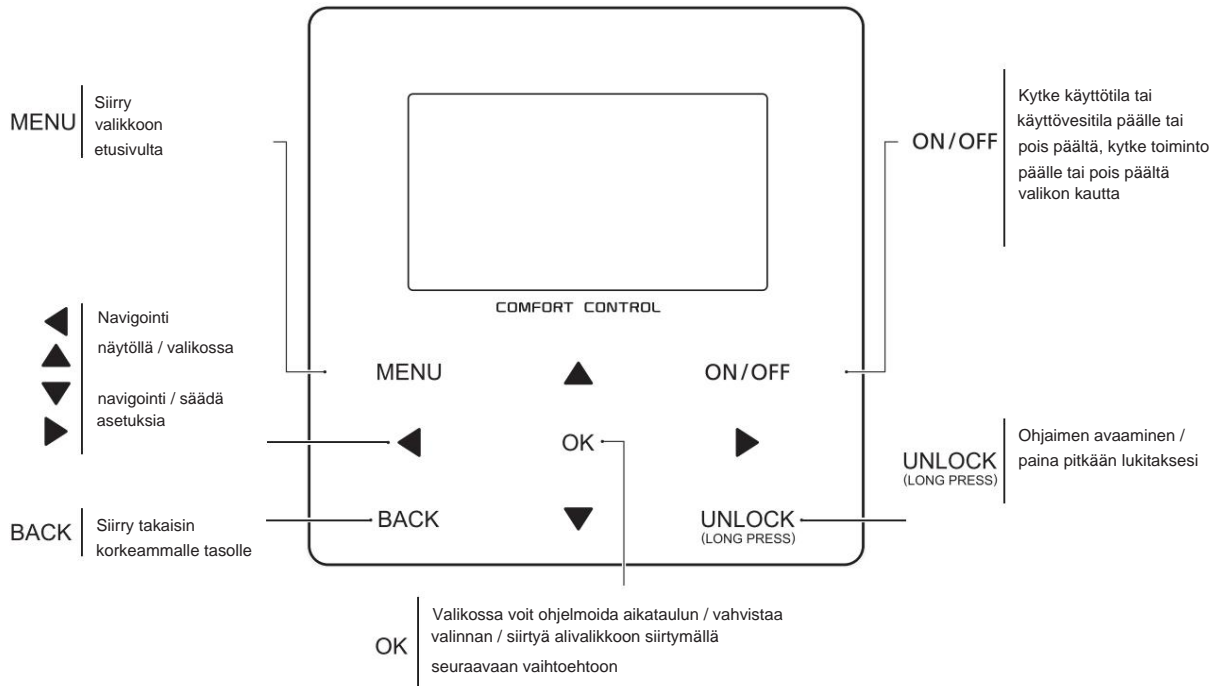 MENU
Siirry
valikkoon
etusivulta
ON/OFF
Kytke käyttötila tai
käyttövesitila päälle tai
pois päältä, kytke toiminto
päälle tai pois päältä
valikon kautta
COMFORT CONTROL
Navigointi
näytöllä / valikossa
navigointi / säädä
asetuksia
MENU
ON/OFF
OK
BACK
UNLOCK
(LONG PRESS)
UNLOCK
(LONG PRESS)
Ohjaimen avaaminen /
paina pitkään lukitaksesi
BACK
Siirry takaisin
korkeammalle tasolle
OK
Valikossa voit ohjelmoida aikataulun / vahvistaa
valinnan / siirtyä alivalikkoon siirtymällä
seuraavaan vaihtoehtoon